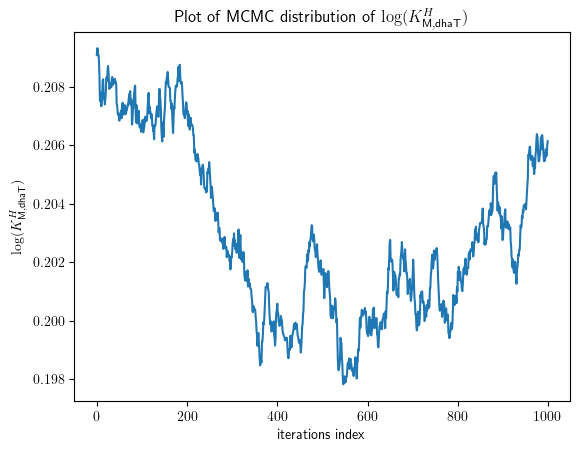 Plot of MCMC distribution of log(K^H_M,dhaT)
log(K^H_M,dhaT)
0.208
0.206
0.204
0.202
0.200
0.198
0 200 400 600 800 1000
iterations index